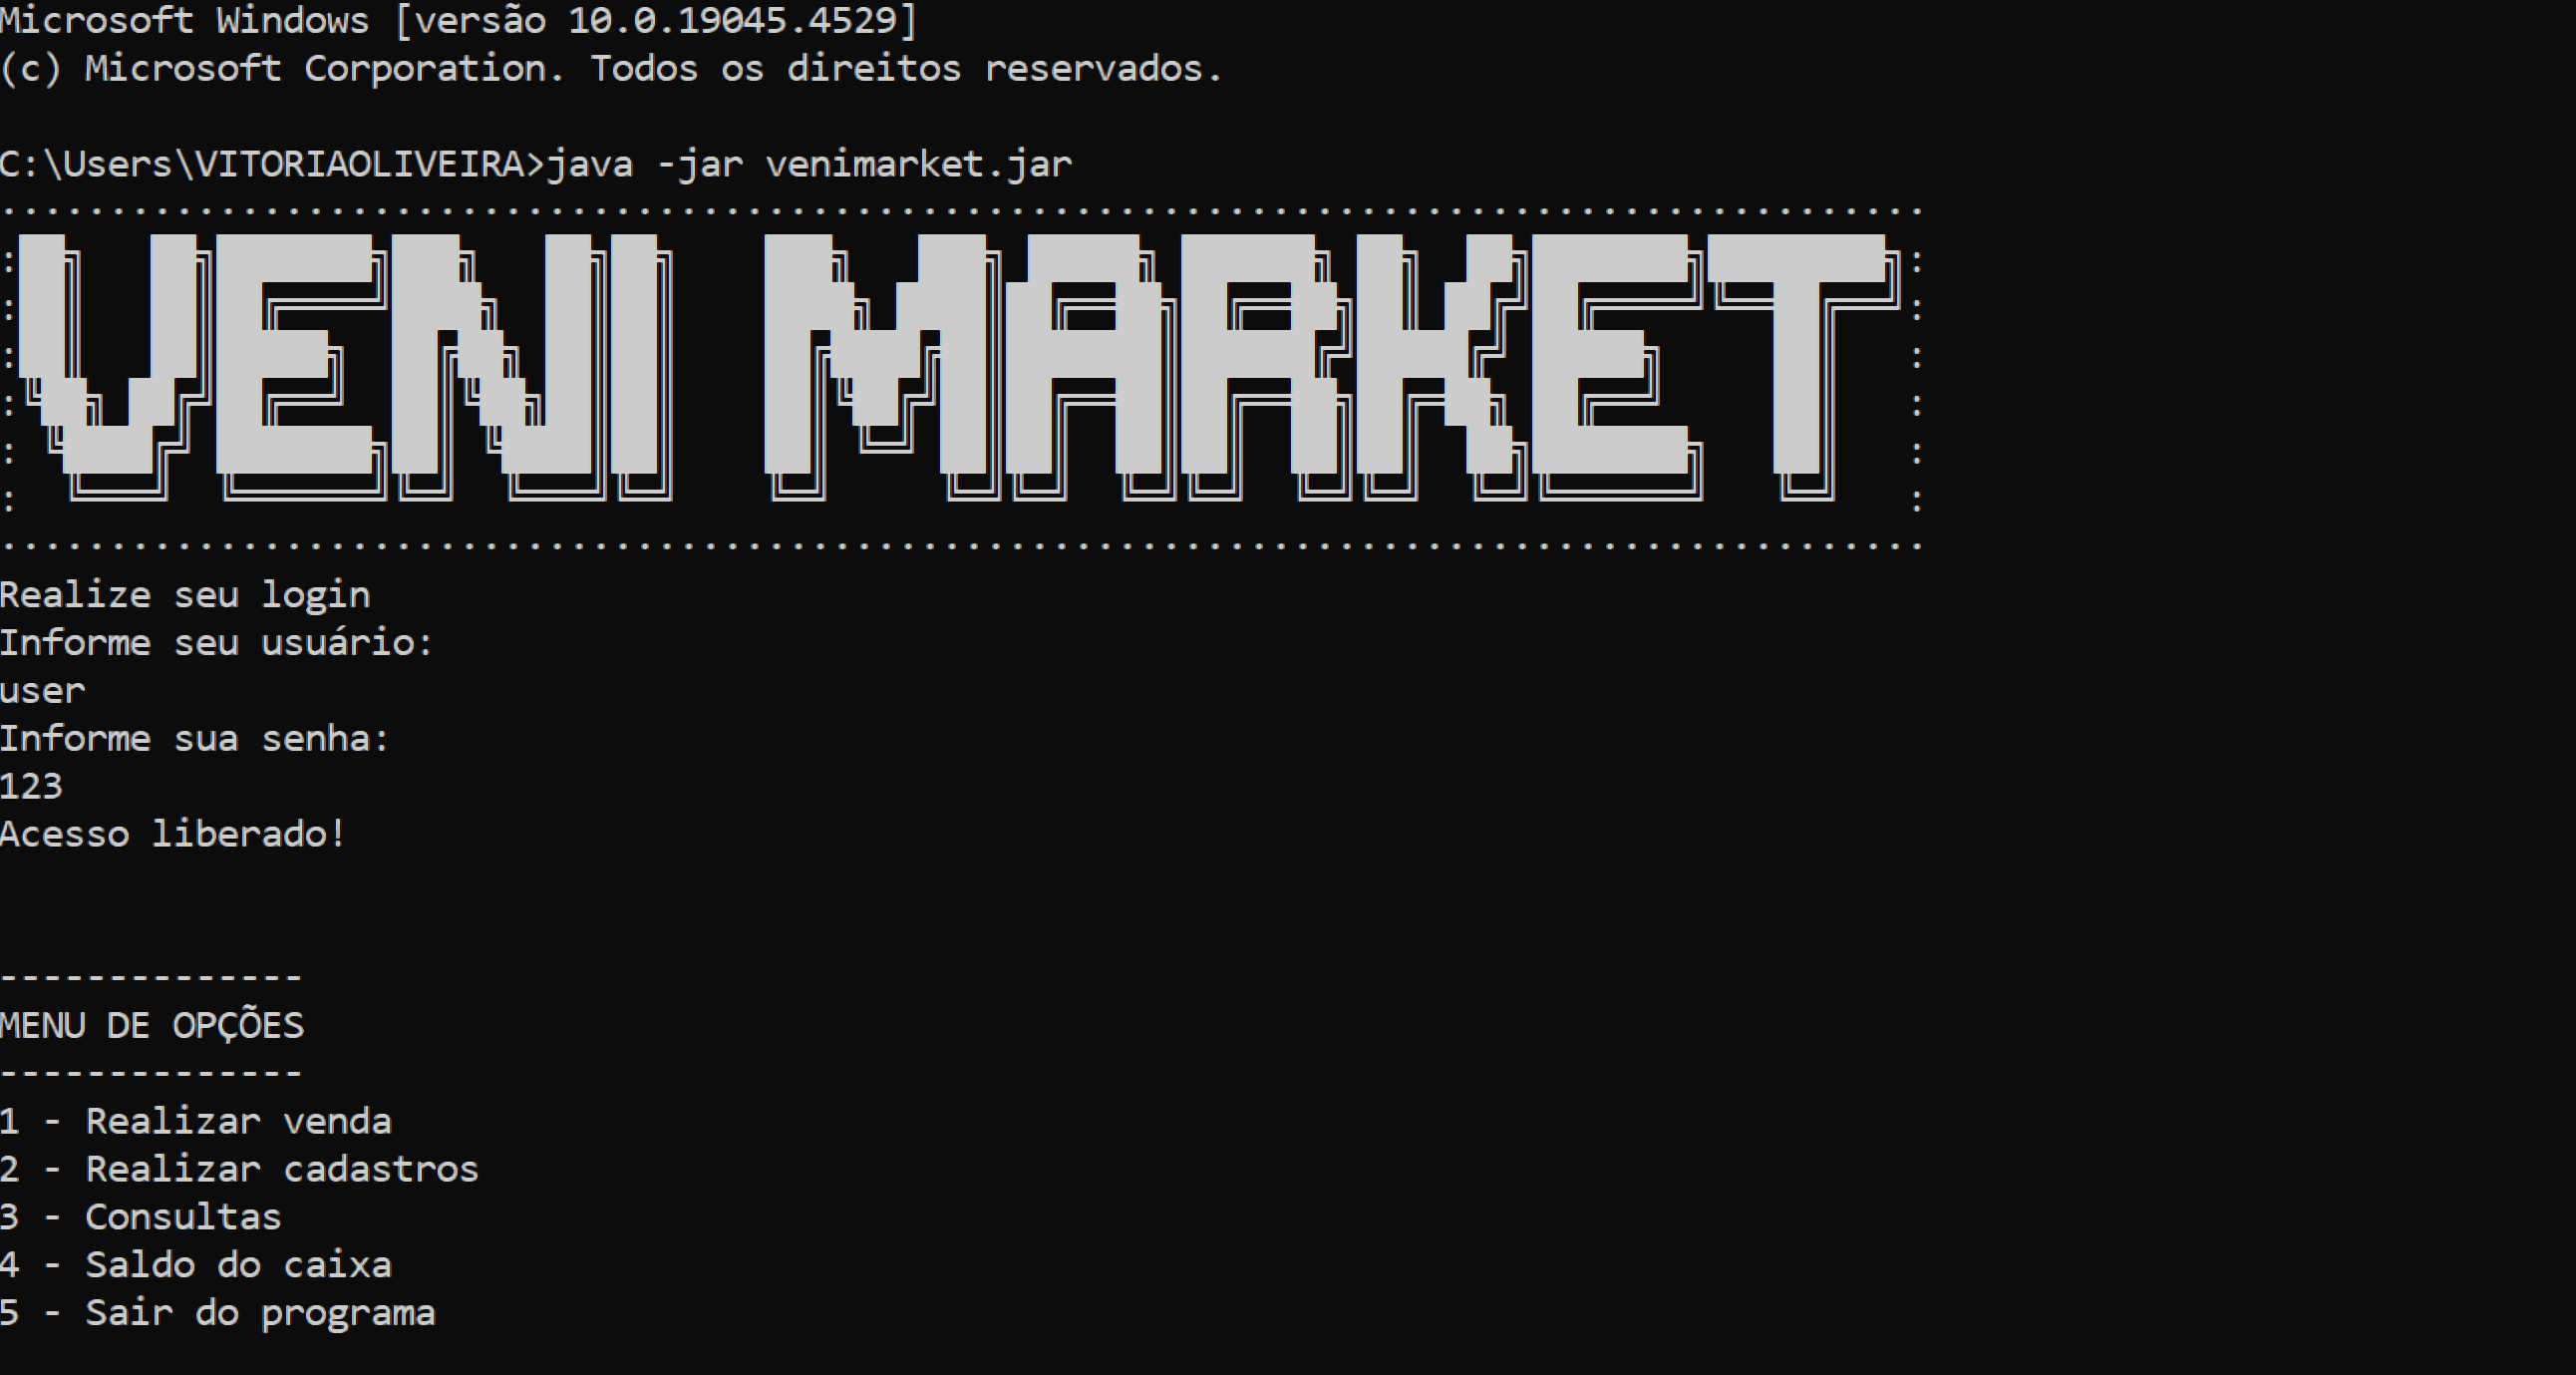 Microsoft Windows [versão 10.0.19045.4529]
(c) Microsoft Corporation. Todos os direitos reservados.
C:\Users\VITORIAOLIVEIRA>java -jar venimarket.jar
VENI MARKET
Realize seu login
Informe seu usuário:
user
Informe sua senha:
123
Acesso liberado!
--------------
MENU DE OPÇÕES
--------------
1 - Realizar venda
2 - Realizar cadastros
3 - Consultas
4 - Saldo do caixa
5 - Sair do programa